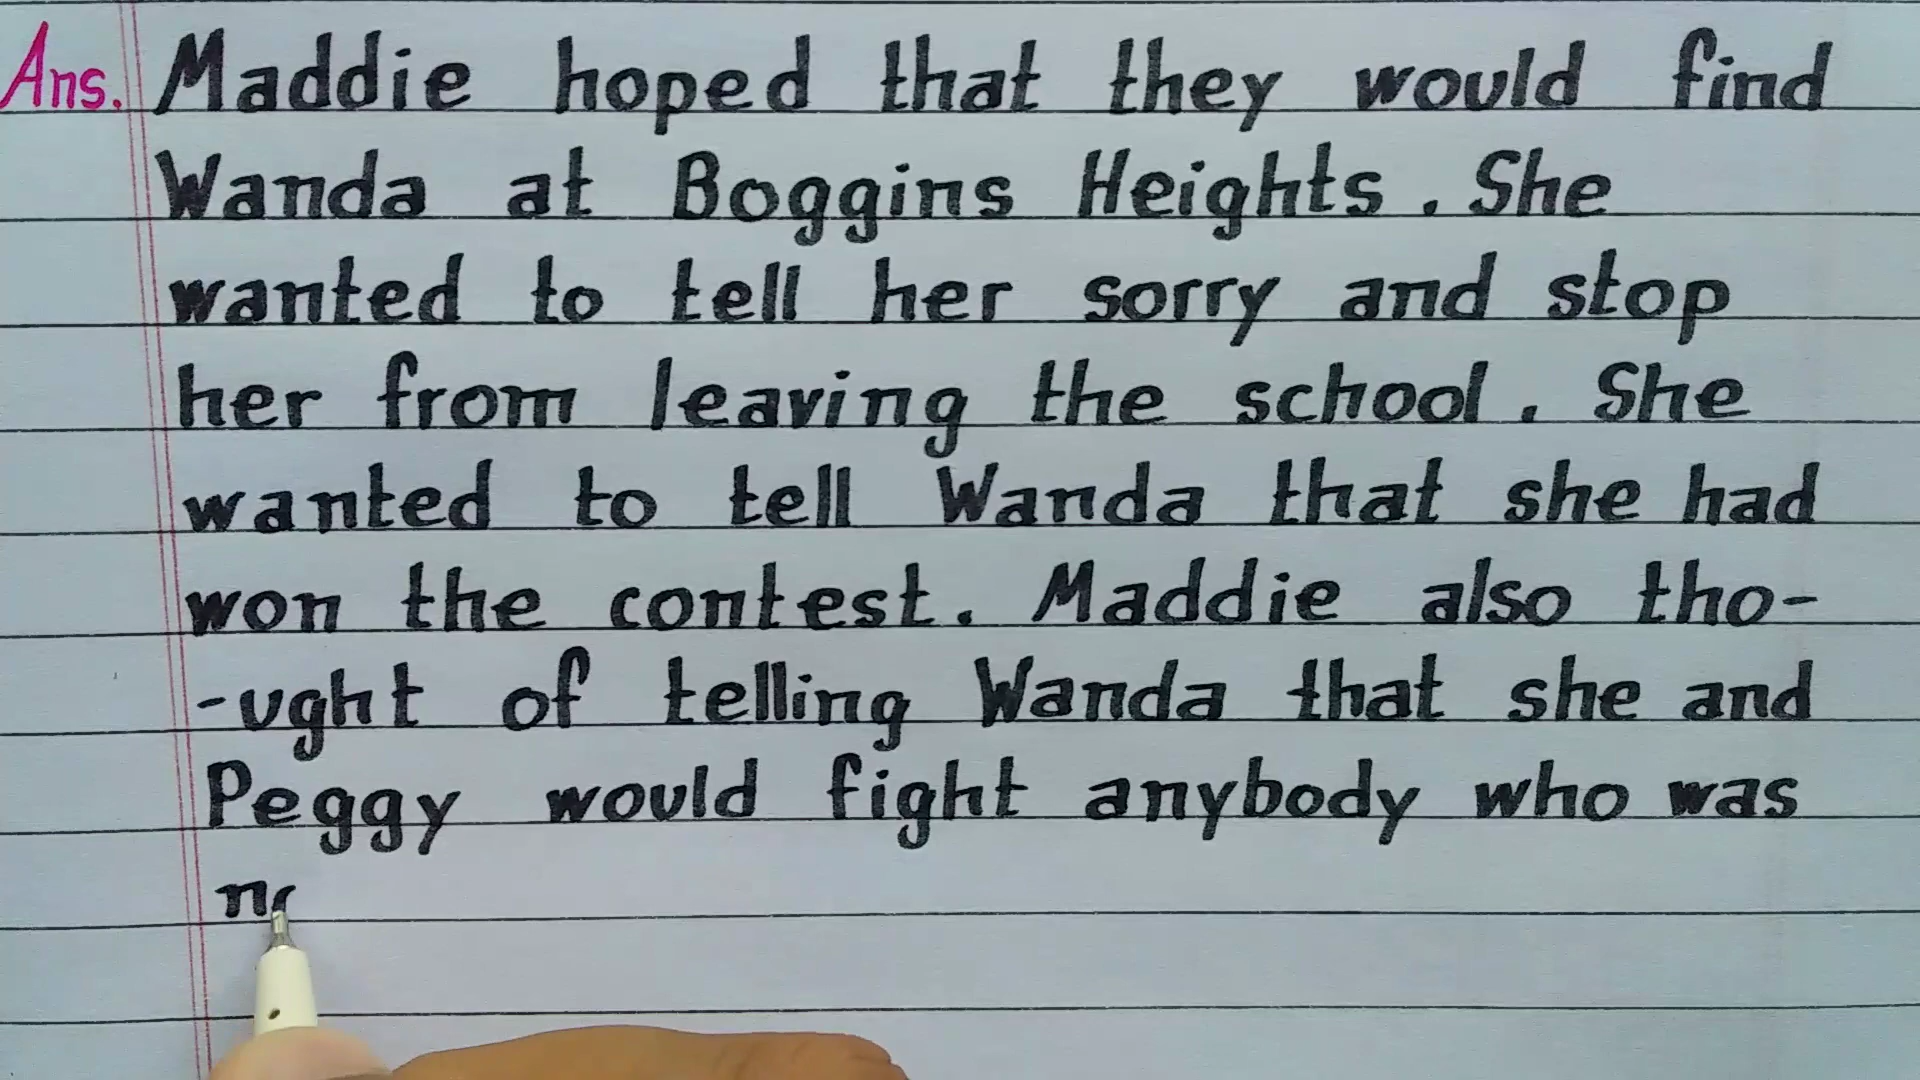 Ans. Maddie hoped that they would find
Wanda at Boggins Heights. She
wanted to tell her sorry and stop
her from leaving the school. She
wanted to tell Wanda that she had
won the contest. Maddie also tho-
-ught of telling Wanda that she and
Peggy would fight anybody who was